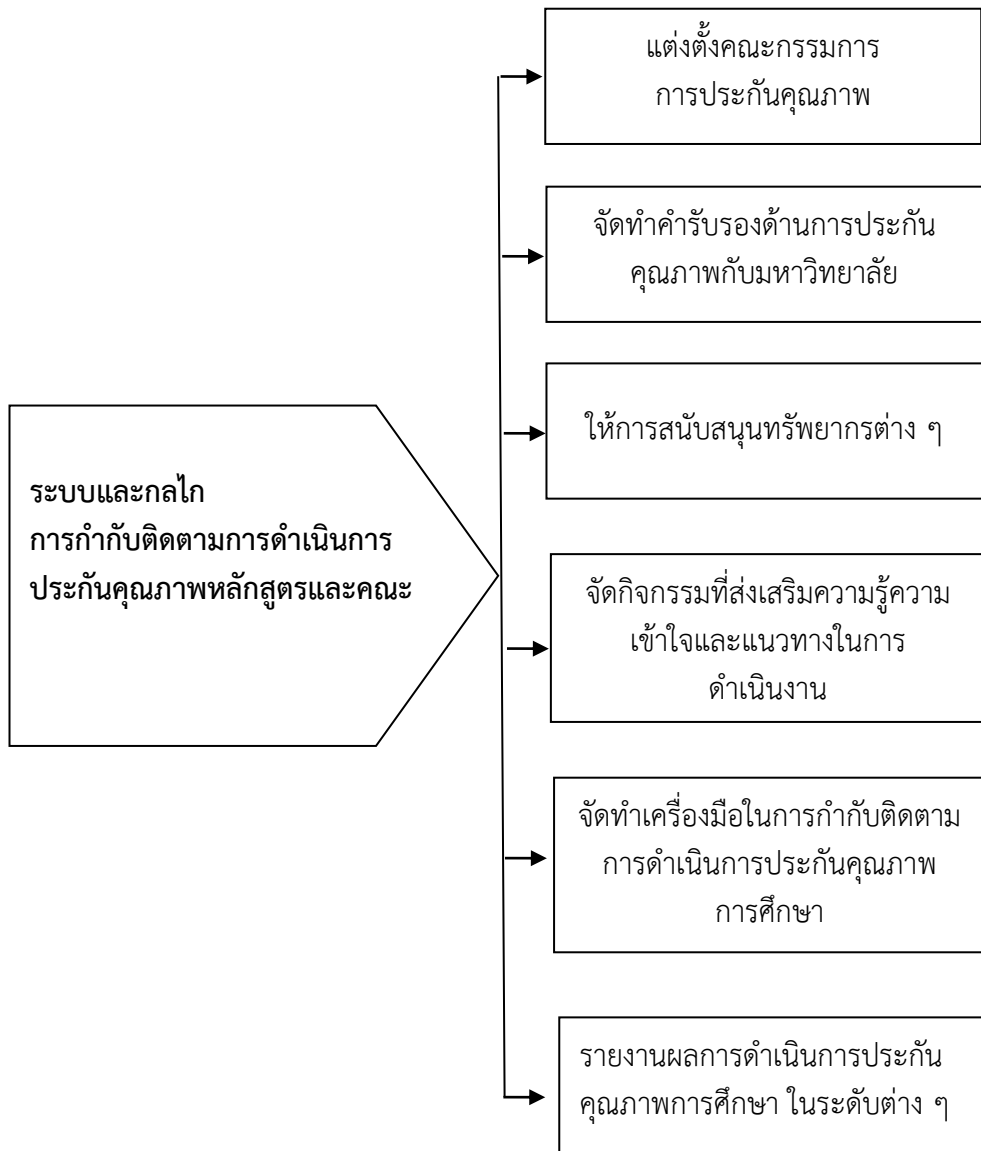 แต่งตั้งคณะกรรมการ
การประกันคุณภาพ
จัดทำคำรับรองด้านการประกัน
คุณภาพกับมหาวิทยาลัย
ให้การสนับสนุนทรัพยากรต่าง ๆ
ระบบและกลไก
การกำกับติดตามการดำเนินการ
ประกันคุณภาพหลักสูตรและคณะ
จัดกิจกรรมที่ส่งเสริมความรู้ความ
เข้าใจและแนวทางในการ
ดำเนินงาน
จัดทำเครื่องมือในการกำกับติดตาม
การดำเนินการประกันคุณภาพ
การศึกษา
รายงานผลการดำเนินการประกัน
คุณภาพการศึกษา ในระดับต่าง ๆ